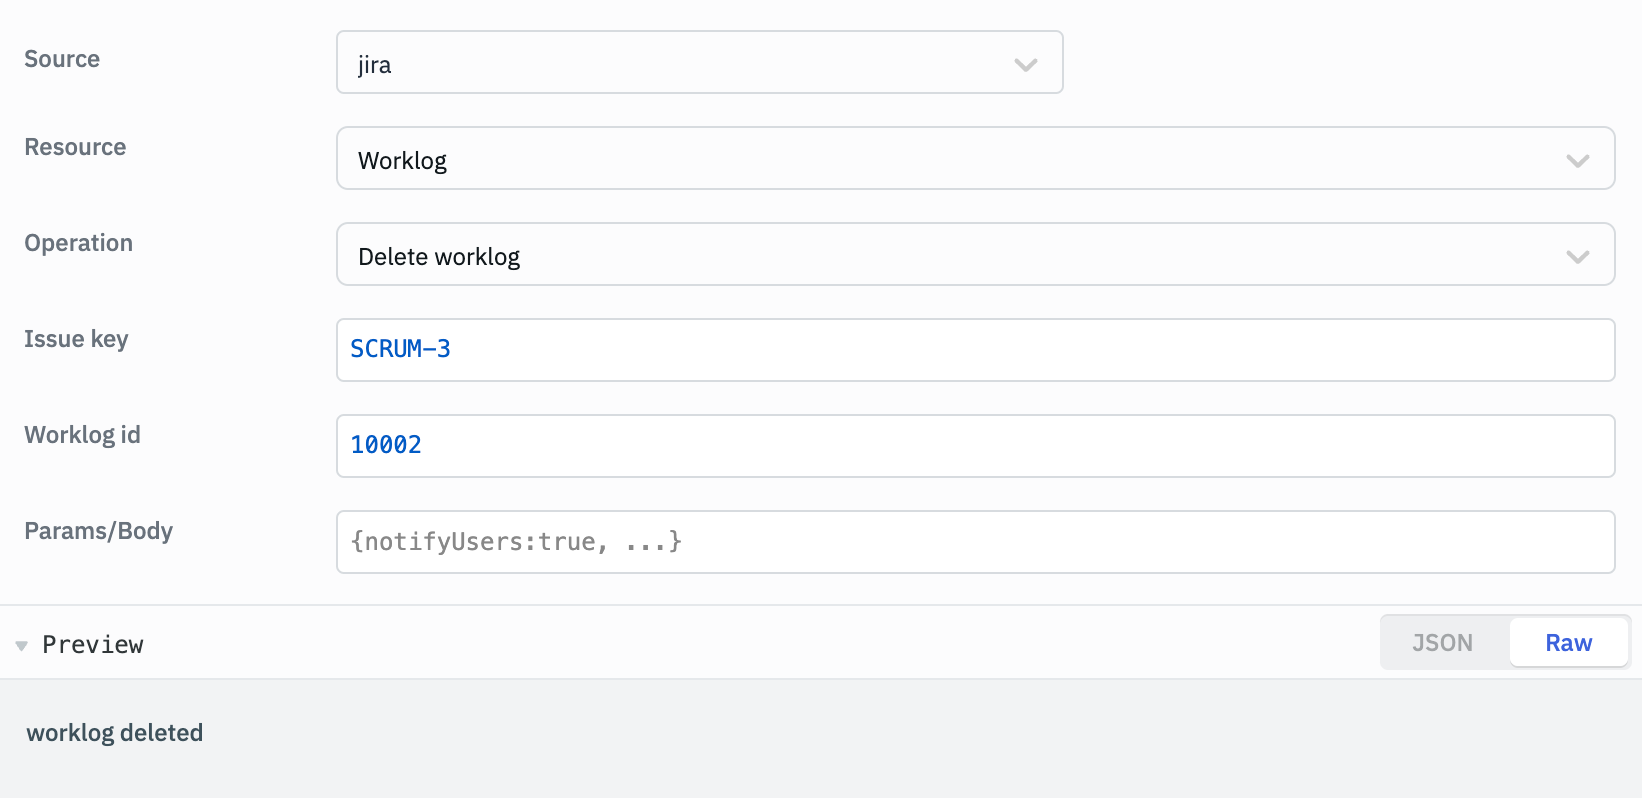 Source
jira
Resource
Worklog
Operation
Delete worklog
Issue key
SCRUM-3
Worklog id
10002
Params/Body
{notifyUsers:true, ...}
Preview
JSON
Raw
worklog deleted